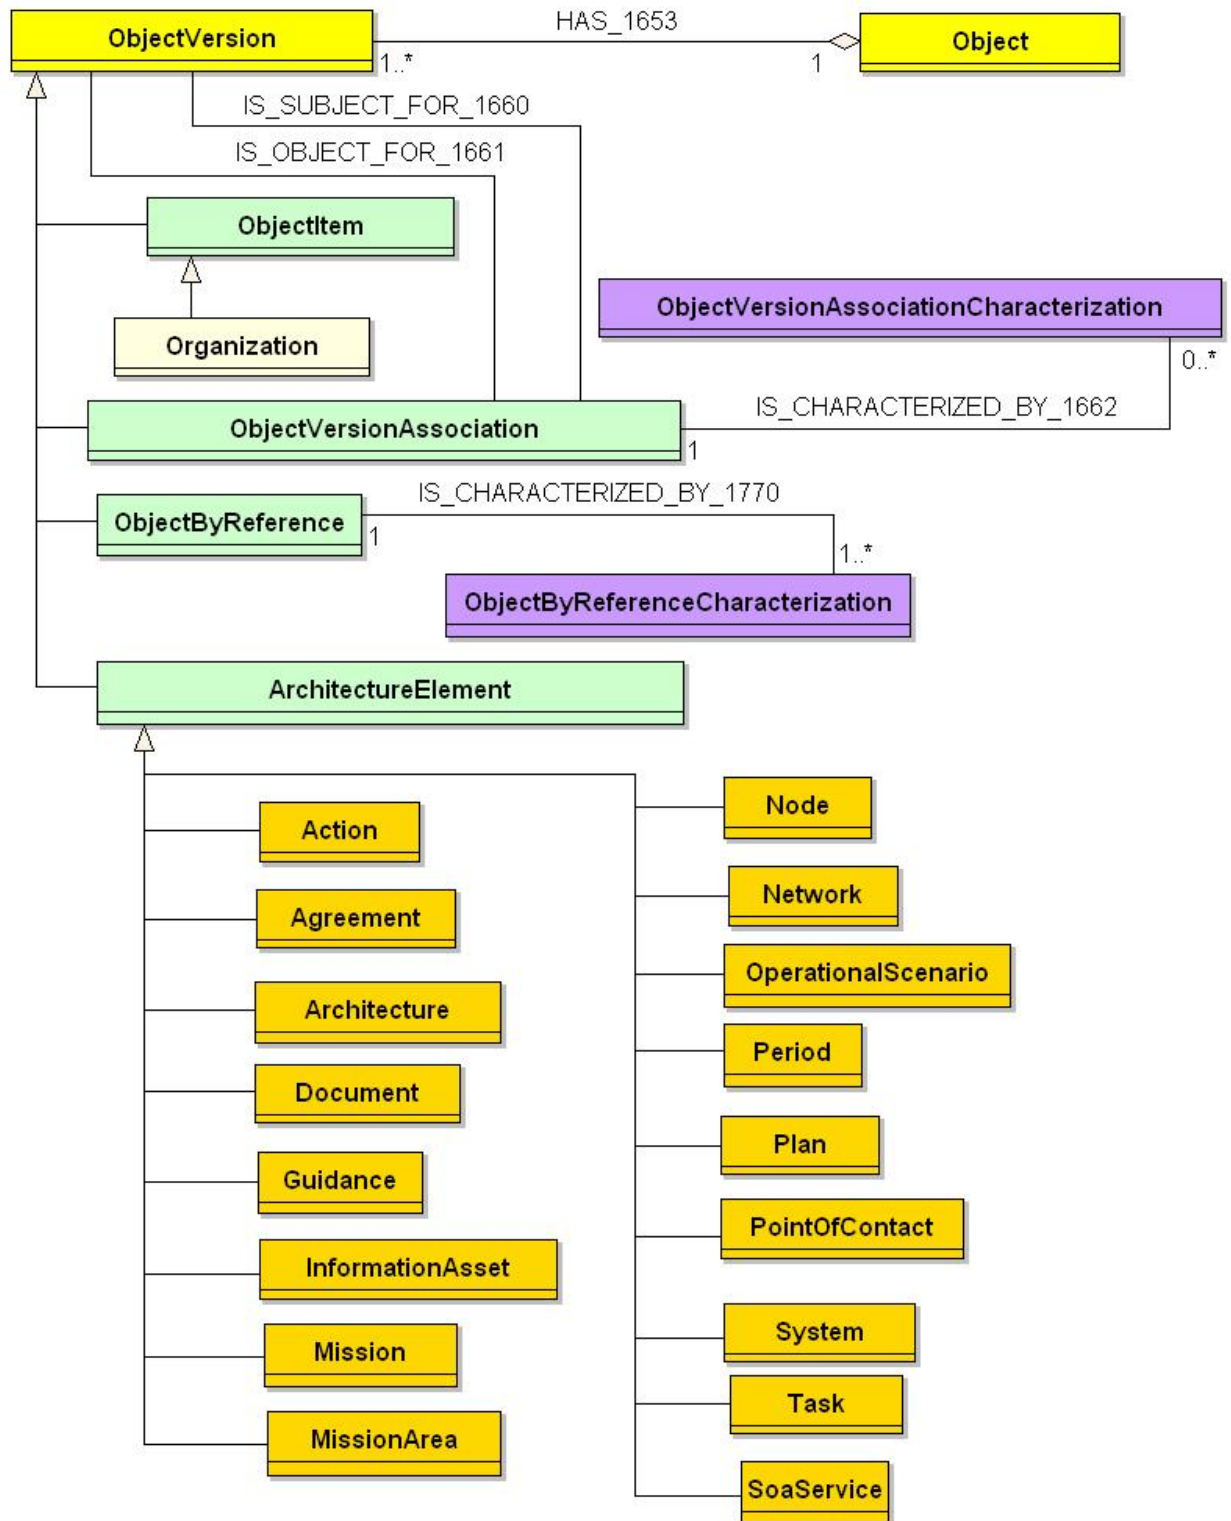 ObjectVersion
HAS_1653
Object
1..*
1
IS_SUBJECT_FOR_1660
IS_OBJECT_FOR_1661
ObjectItem
Organization
ObjectVersionAssociationCharacterization
0..*
IS_CHARACTERIZED_BY_1662
ObjectVersionAssociation
1
IS_CHARACTERIZED_BY_1770
ObjectByReference
1
1..*
ObjectByReferenceCharacterization
ArchitectureElement
Action
Agreement
Architecture
Document
Guidance
InformationAsset
Mission
MissionArea
Node
Network
OperationalScenario
Period
Plan
PointOfContact
System
Task
SoaService